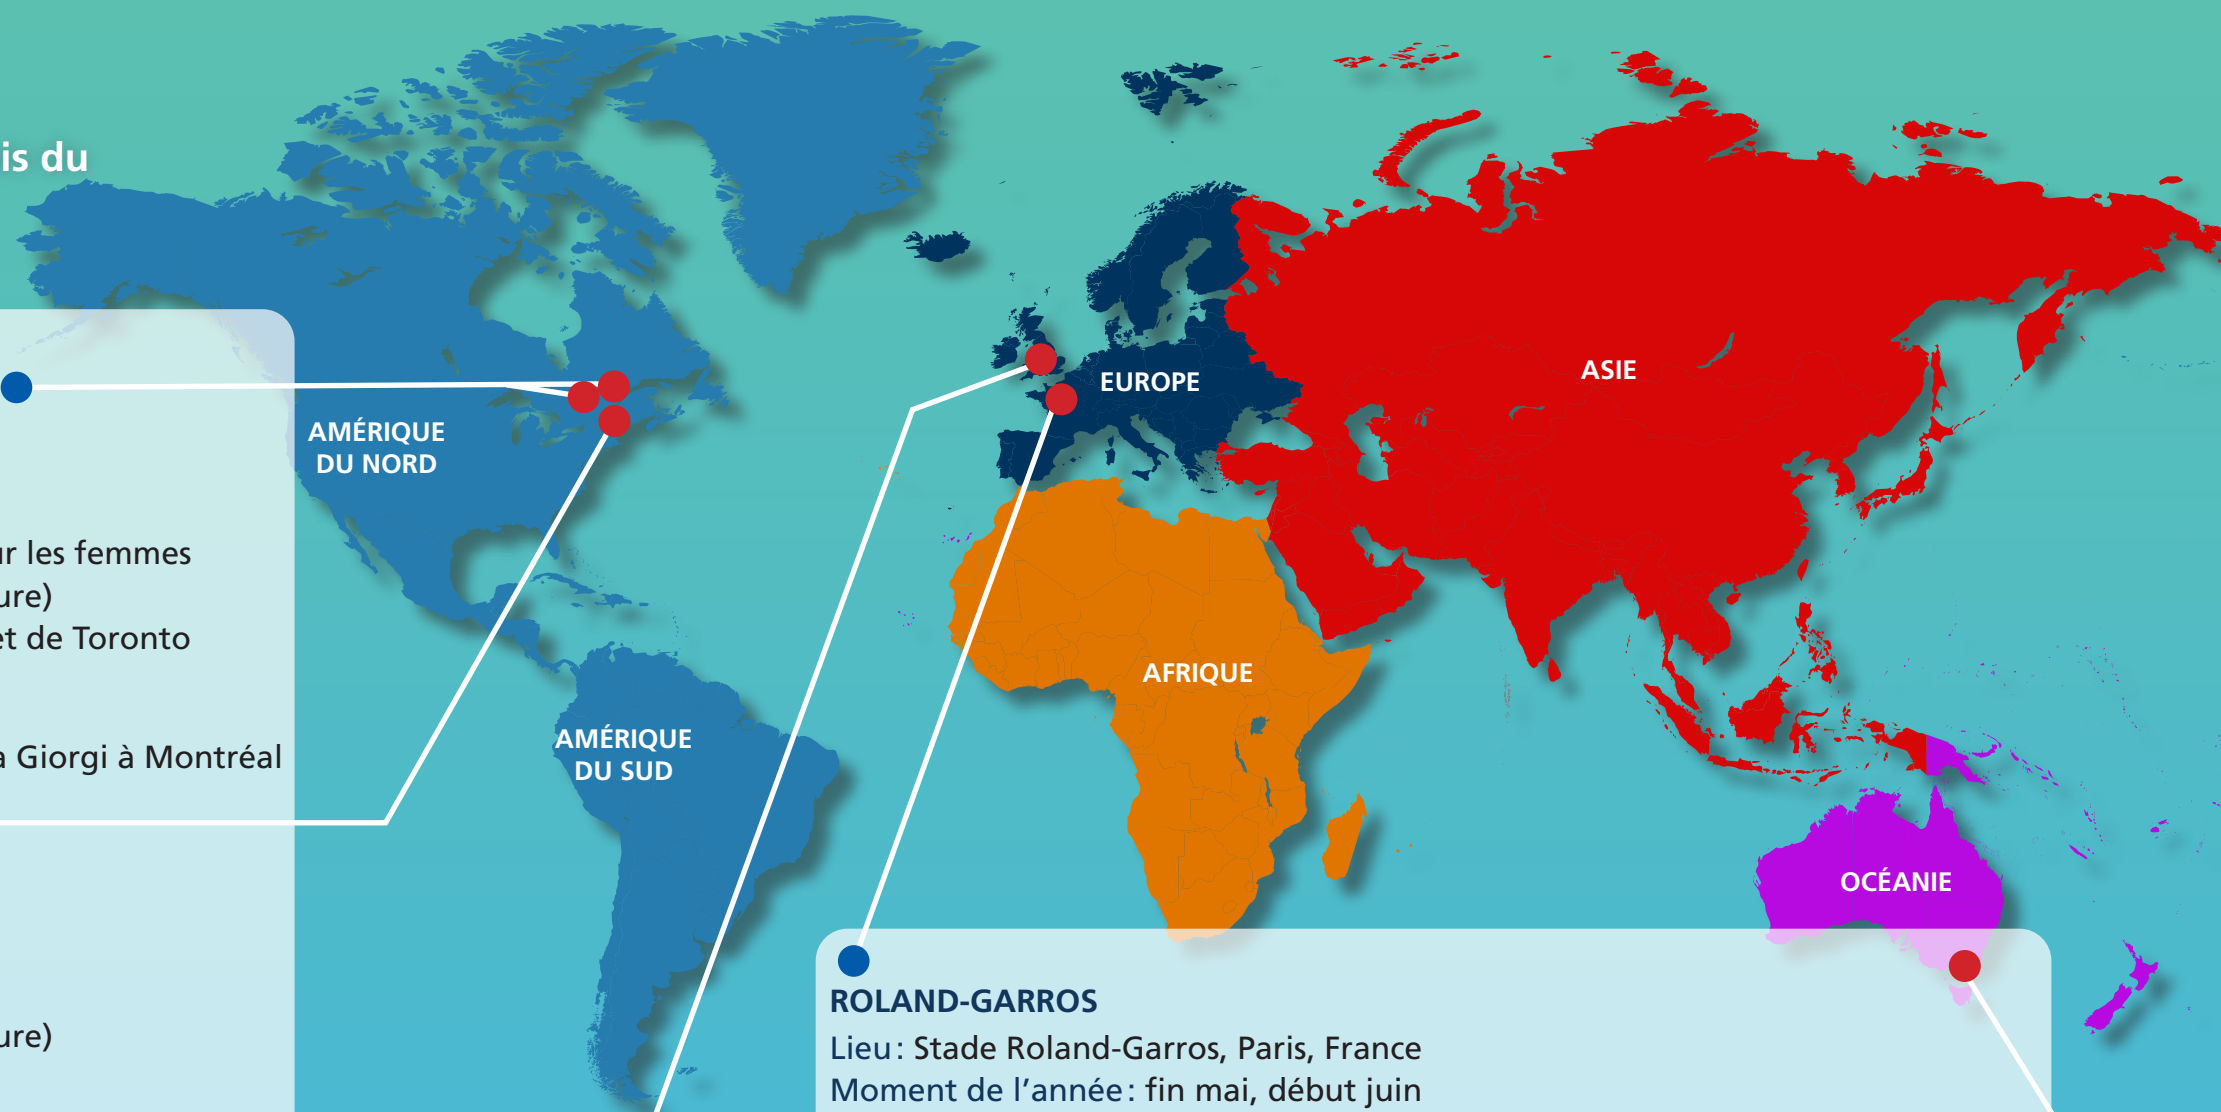 is du
AMÉRIQUE
DU NORD
EUROPE
ASIE
ur les femmes
ure)
et de Toronto
a Giorgi à Montréal
AFRIQUE
AMÉRIQUE
DU SUD
OCÉANIE
ure)
ROLAND-GARROS
Lieu : Stade Roland-Garros, Paris, France
Moment de l’année : fin mai, début juin